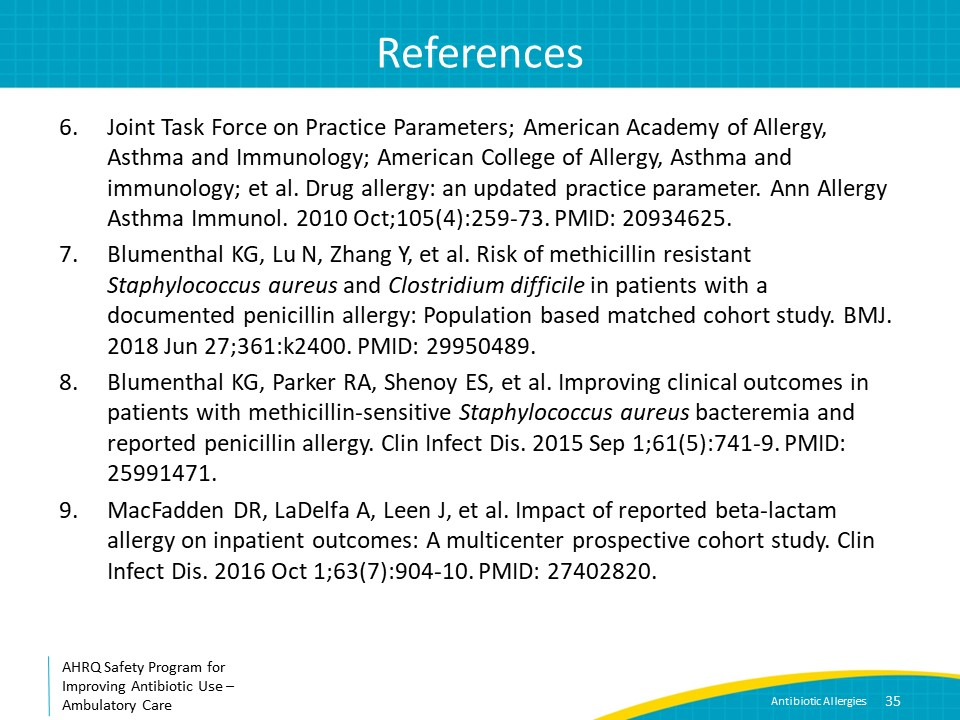 References
6. Joint Task Force on Practice Parameters; American Academy of Allergy,
Asthma and Immunology; American College of Allergy, Asthma and
immunology; et al. Drug allergy: an updated practice parameter. Ann Allergy
Asthma Immunol. 2010 Oct;105(4):259-73. PMID: 20934625.
7. Blumenthal KG, Lu N, Zhang Y, et al. Risk of methicillin resistant
Staphylococcus aureus and Clostridium difficile in patients with a
documented penicillin allergy: Population based matched cohort study. BMJ.
2018 Jun 27;361:k2400. PMID: 29950489.
8. Blumenthal KG, Parker RA, Shenoy ES, et al. Improving clinical outcomes in
patients with methicillin-sensitive Staphylococcus aureus bacteremia and
reported penicillin allergy. Clin Infect Dis. 2015 Sep 1;61(5):741-9. PMID:
25991471.
9. MacFadden DR, LaDelfa A, Leen J, et al. Impact of reported beta-lactam
allergy on inpatient outcomes: A multicenter prospective cohort study. Clin
Infect Dis. 2016 Oct 1;63(7):904-10. PMID: 27402820.
AHRQ Safety Program for
Improving Antibiotic Use –
Ambulatory Care
Antibiotic Allergies 35